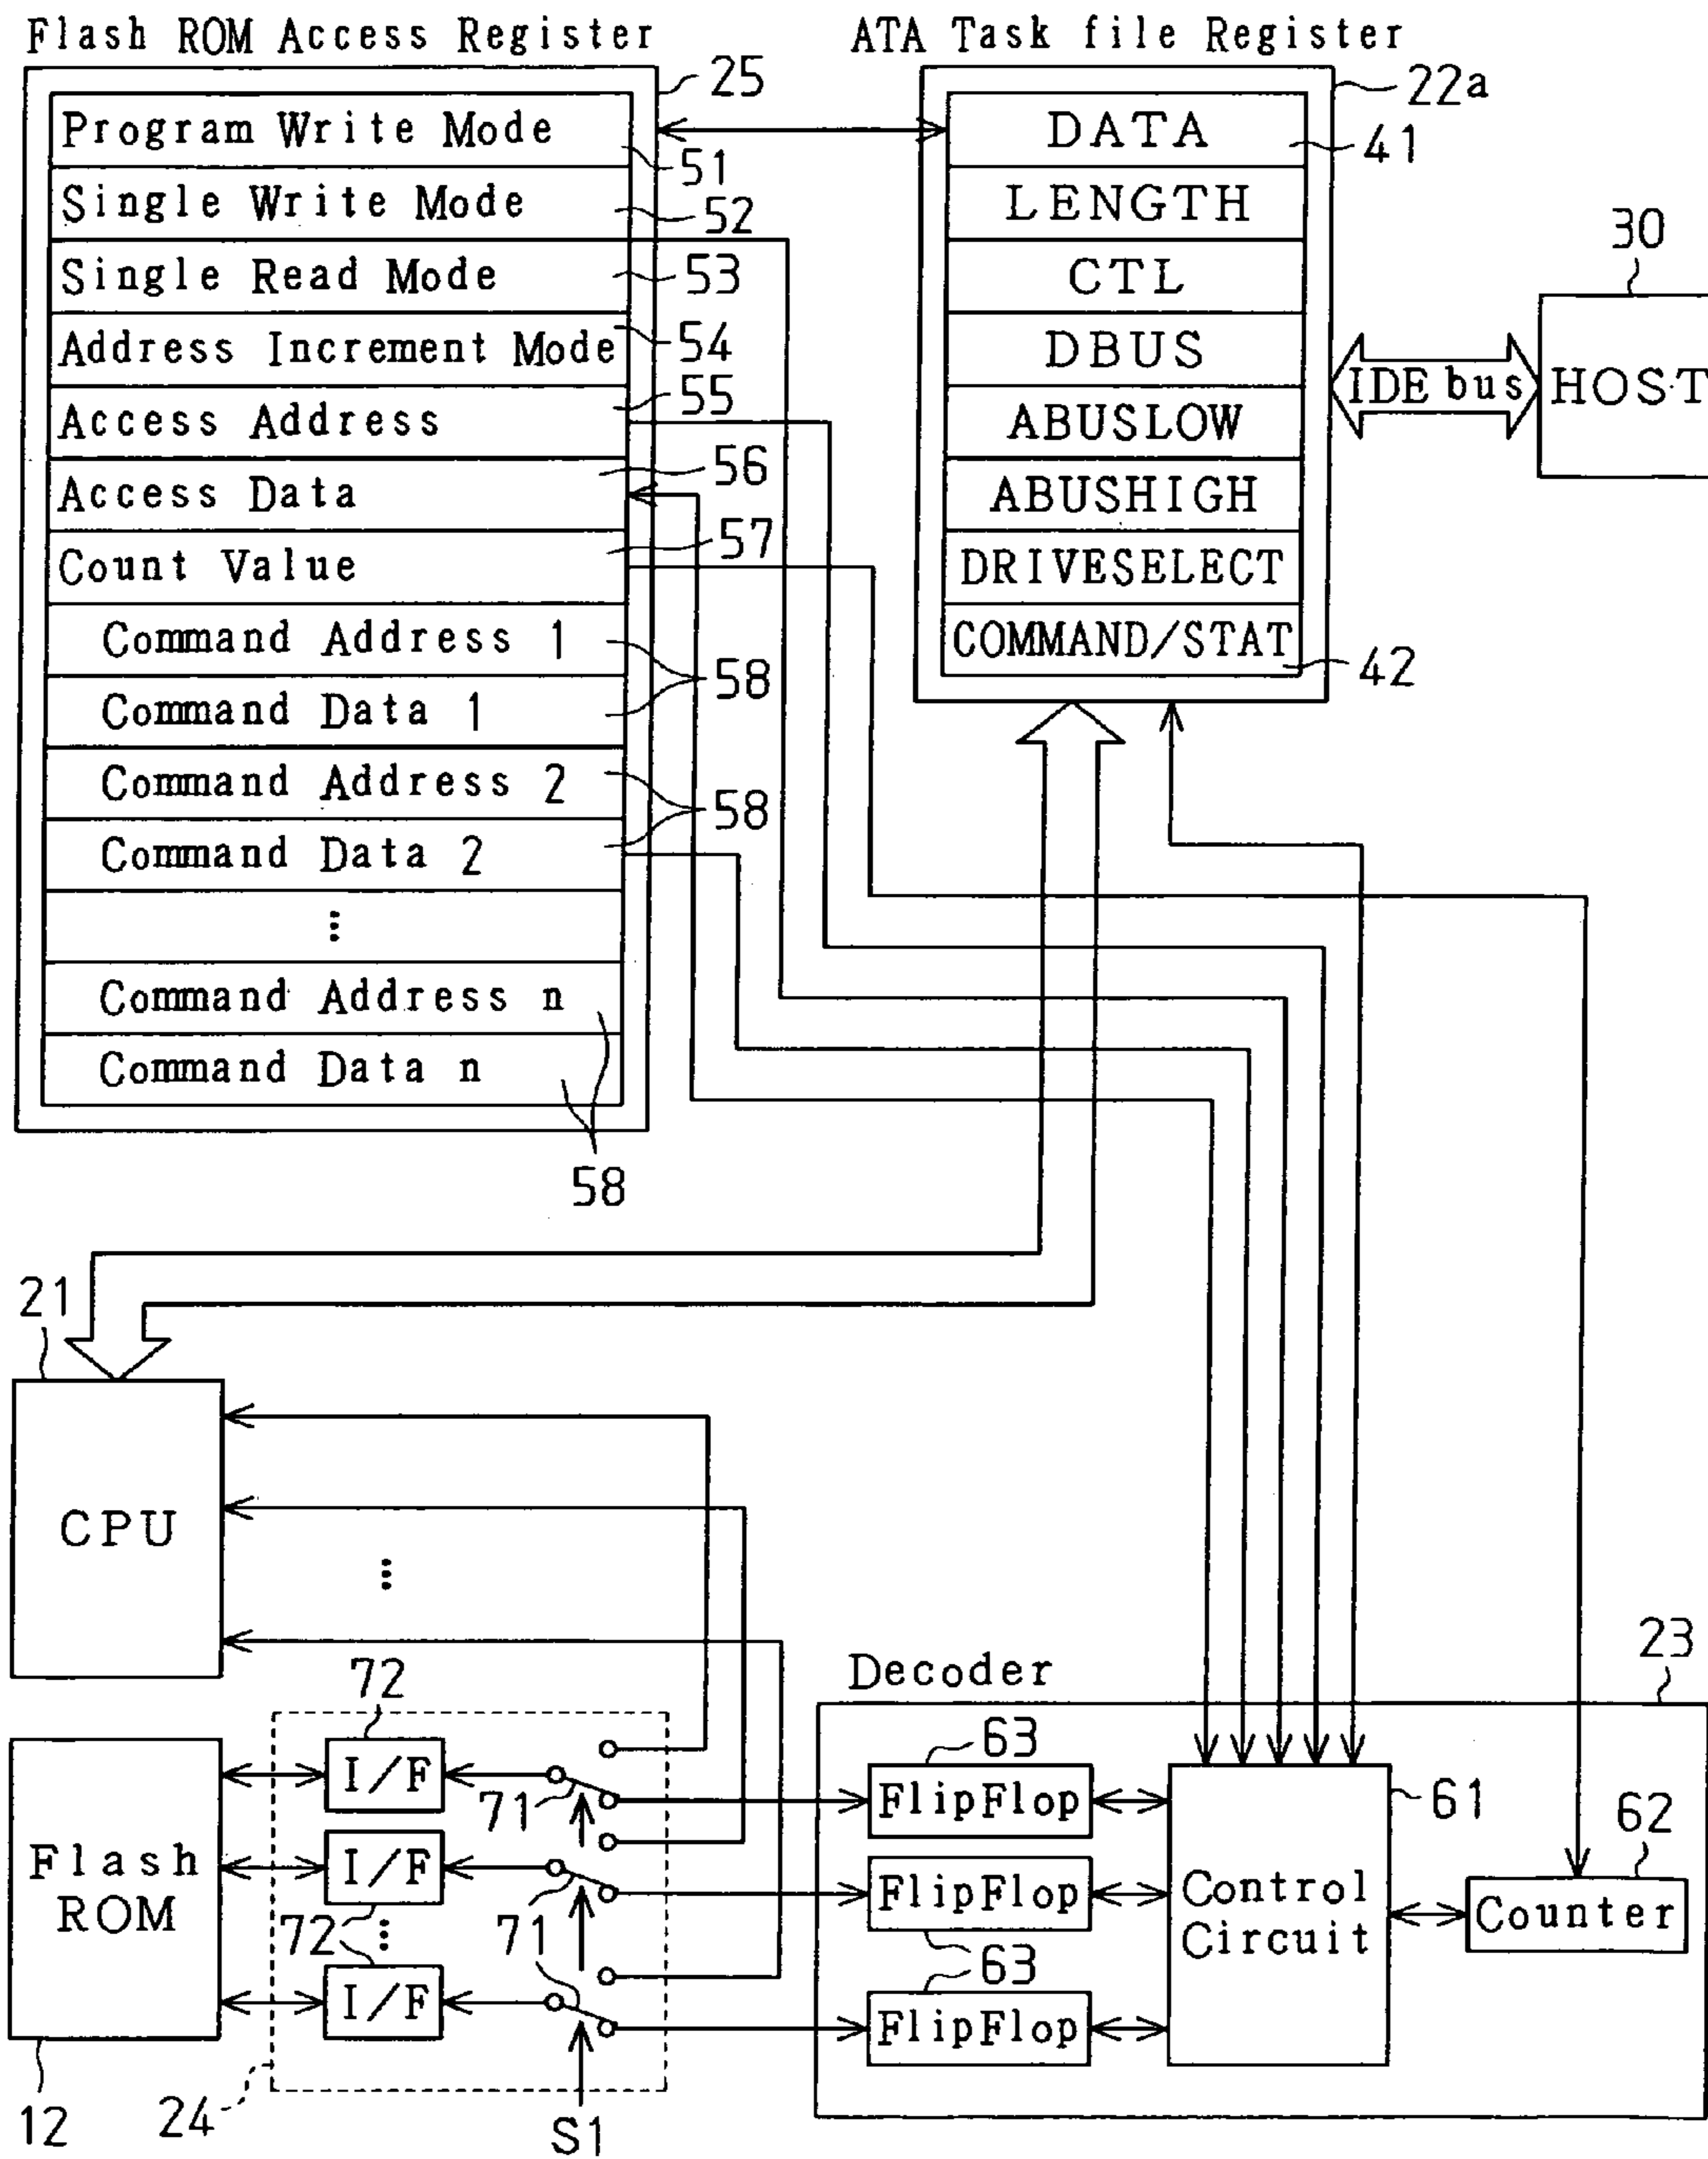 Flash ROM Access Register
25
Program Write Mode
51
Single Write Mode
52
Single Read Mode
53
Address Increment Mode
54
Access Address
55
Access Data
56
Count Value
57
Command Address 1
Command Data 1
58
Command Address 2
Command Data 2
58
⋮
Command Address n
Command Data n
58
ATA Task file Register
22a
DATA
41
LENGTH
CTL
DBUS
ABUSLOW
ABUSHIGH
DRIVESELECT
COMMAND/STAT
42
IDE bus
30
HOST
21
CPU
⋮
Flash
ROM
12
24
72
I/F
I/F
72
⋮
I/F
71
71
S1
Decoder
23
63
FlipFlop
FlipFlop
63
FlipFlop
61
Control
Circuit
62
Counter